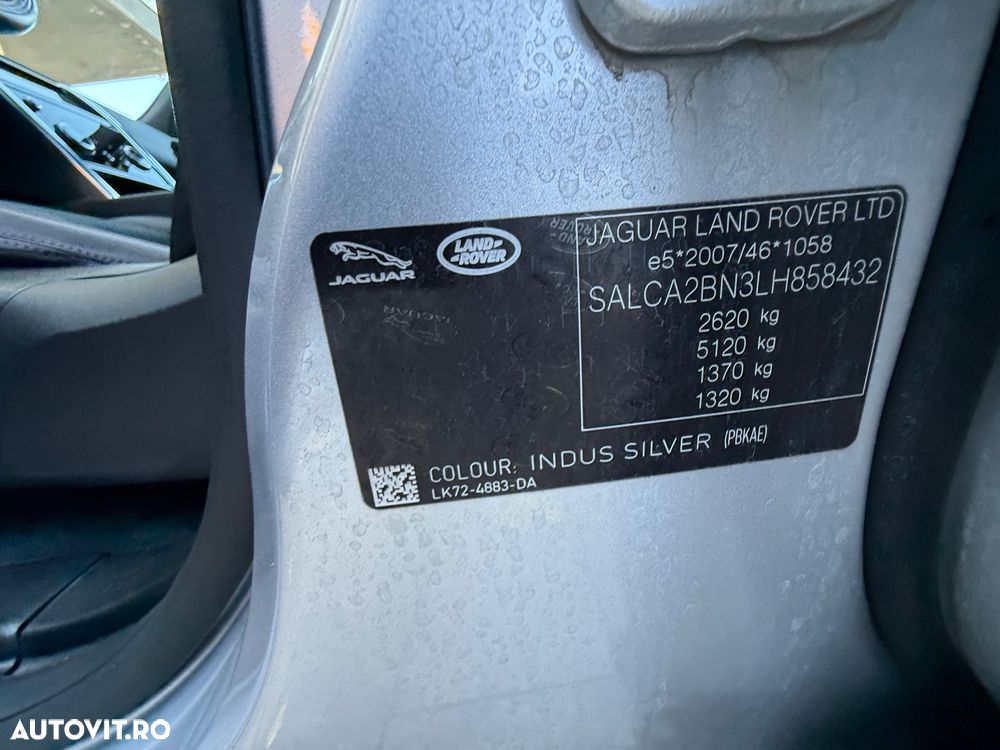 JAGUAR
LAND-
ROVER
JAGUAR LAND ROVER LTD
e5*2007/46*1058
SALCA2BN3LH858432
2620 kg
5120 kg
1370 kg
1320 kg
COLOUR: INDUS SILVER (PBKAE)
LK72-4883-DA
AUTOVIT.RO